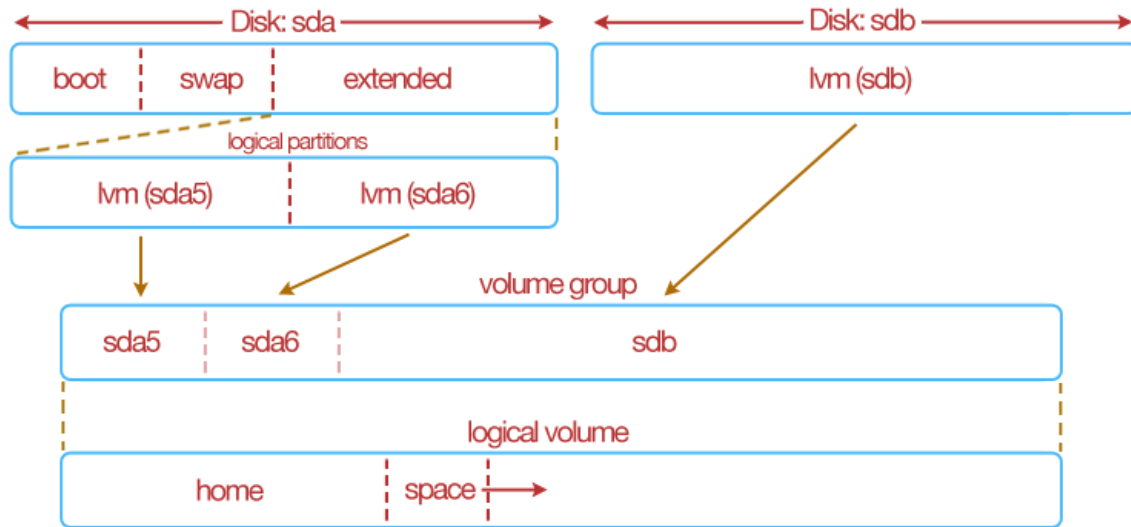 Disk: sda
Disk: sdb
boot swap extended
lvm (sdb)
logical partitions
lvm (sda5) lvm (sda6)
volume group
sda5 sda6 sdb
logical volume
home space